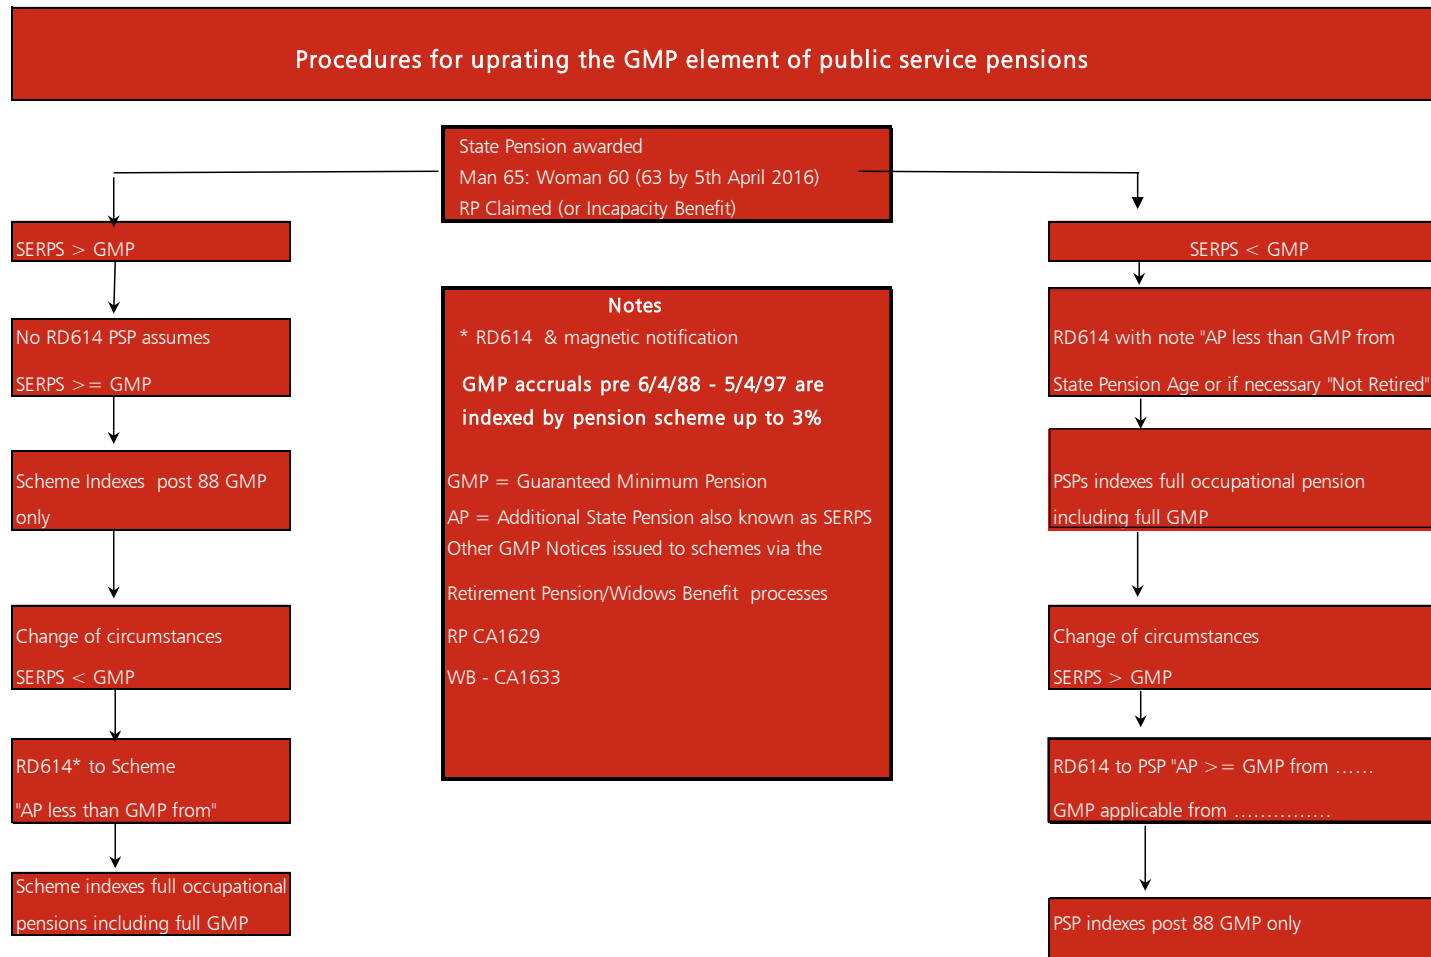 Procedures for uprating the GMP element of public service pensions
State Pension awarded
Man 65: Woman 60 (63 by 5th April 2016)
RP Claimed (or Incapacity Benefit)
SERPS > GMP
No RD614 PSP assumes
SERPS >= GMP
Scheme Indexes  post 88 GMP
only
Change of circumstances
SERPS < GMP
RD614* to Scheme
"AP less than GMP from"
Scheme indexes full occupational
pensions including full GMP
Notes
* RD614  & magnetic notification
GMP accruals pre 6/4/88 - 5/4/97 are
indexed by pension scheme up to 3%
GMP = Guaranteed Minimum Pension
AP = Additional State Pension also known as SERPS
Other GMP Notices issued to schemes via the
Retirement Pension/Widows Benefit  processes
RP CA1629
WB - CA1633
SERPS < GMP
RD614 with note "AP less than GMP from
State Pension Age or if necessary "Not Retired"
PSPs indexes full occupational pension
including full GMP
Change of circumstances
SERPS > GMP
RD614 to PSP "AP >= GMP from ……
GMP applicable from ……………
PSP indexes post 88 GMP only